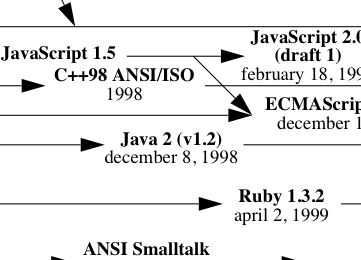 JavaScript 2.0
JavaScript 1.5
(draft 1)
february 18, 199
C++98 ANSI/ISO
1998
ECMAScrip
december 1
Java 2 (v1.2)
december 8, 1998
Ruby 1.3.2
april 2, 1999
ANSI Smalltalk